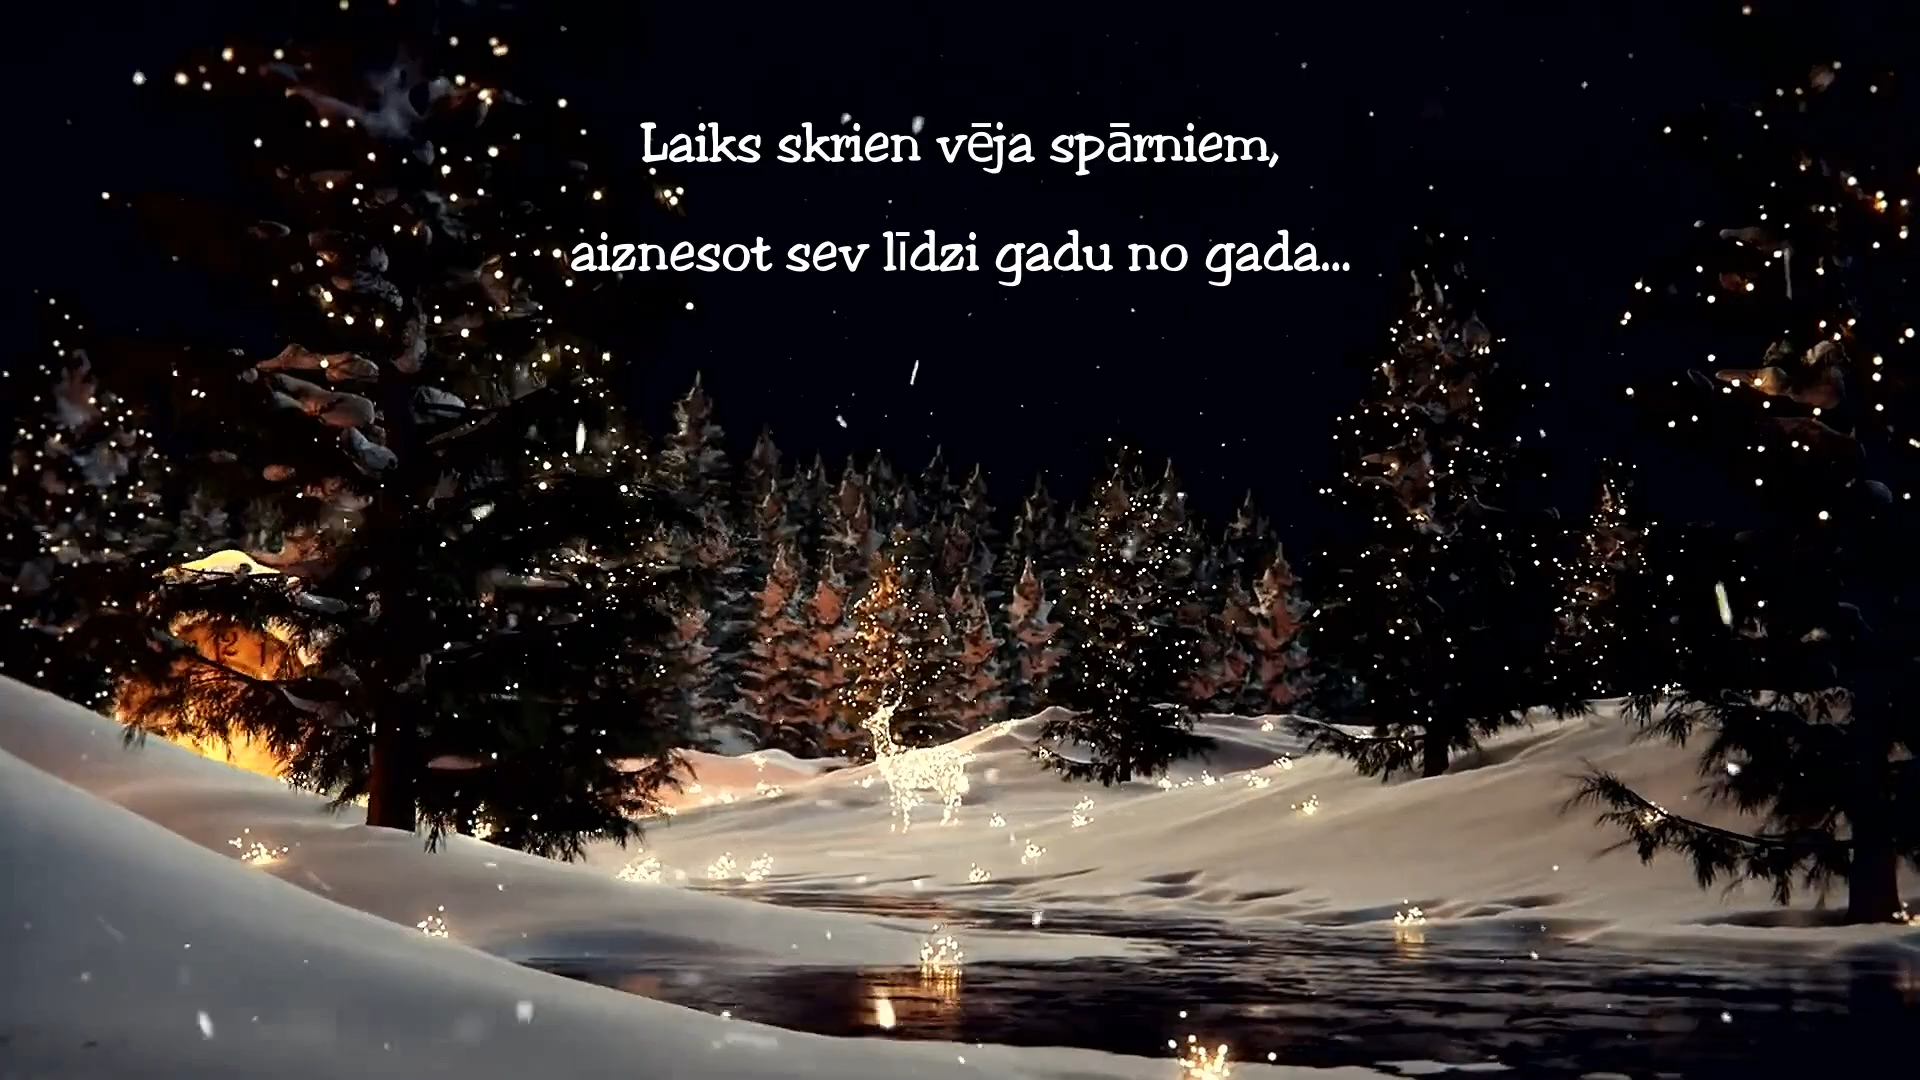 Laiks skrien vēja spārniem,
aiznesot sev līdzi gadu no gada...